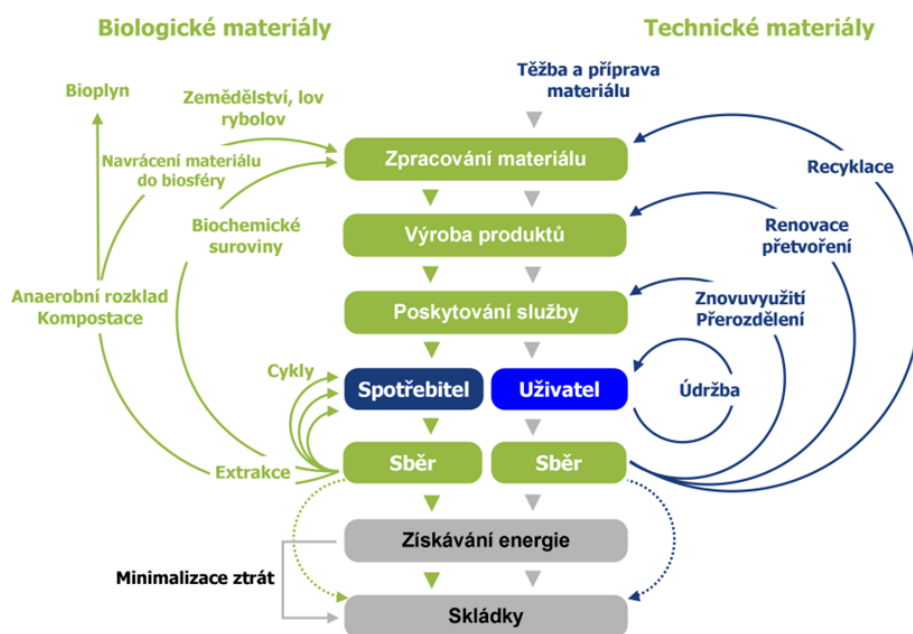 Biologické materiály
Technické materiály
Těžba a příprava
materiálu
Bioplyn
Zemědělství, lov
rybolov
Zpracování materiálu
Navrácení materiálu
do biosféry
Recyklace
Biochemické
suroviny
Výroba produktů
Renovace
přetvoření
Anaerobní rozklad
Kompostace
Poskytování služby
Znovuvyužití
Přerozdělení
Cykly
Spotřebitel
Uživatel
Údržba
Extrakce
Sběr
Sběr
Získávání energie
Minimalizace ztrát
Skládky